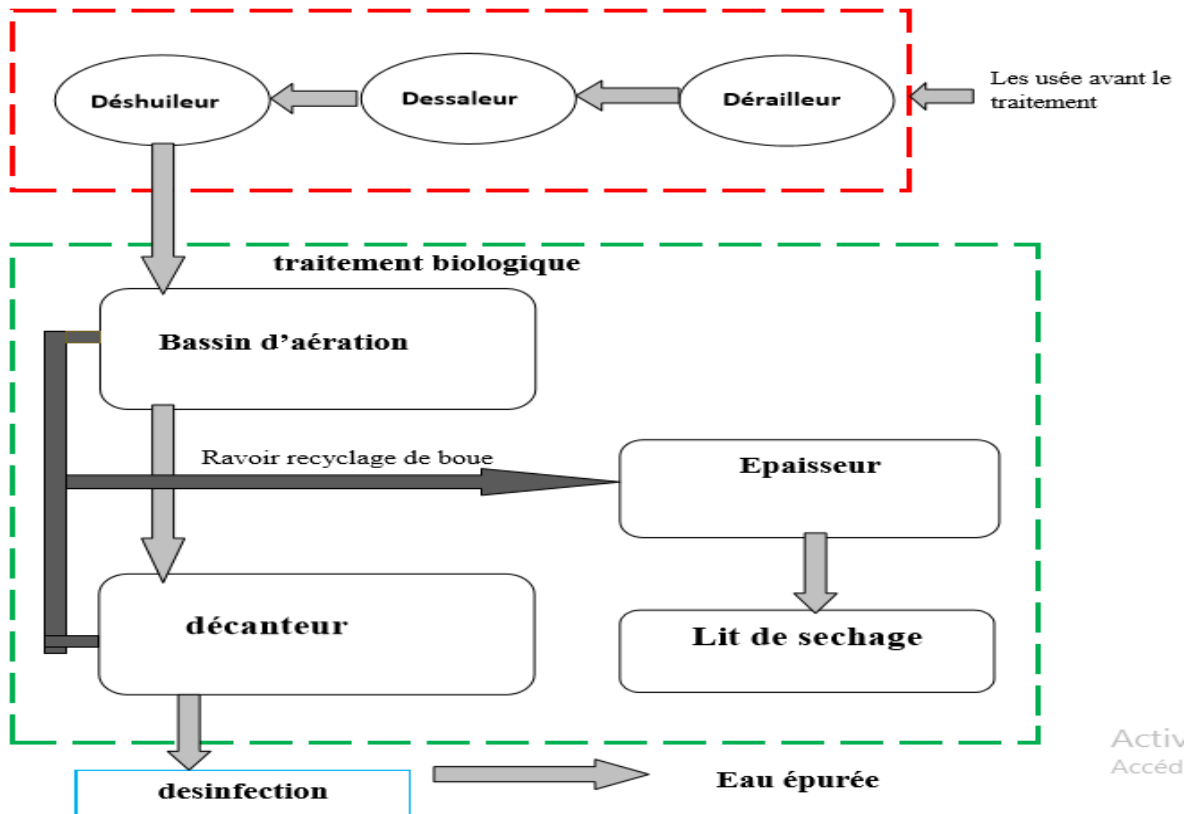 Les usée avant le
traitement
Dérailleur
Dessaleur
Déshuileur
traitement biologique
Bassin d’aération
Ravoir recyclage de boue
Epaisseur
décanteur
Lit de sechage
desinfection
Eau épurée
Activ
Accéd